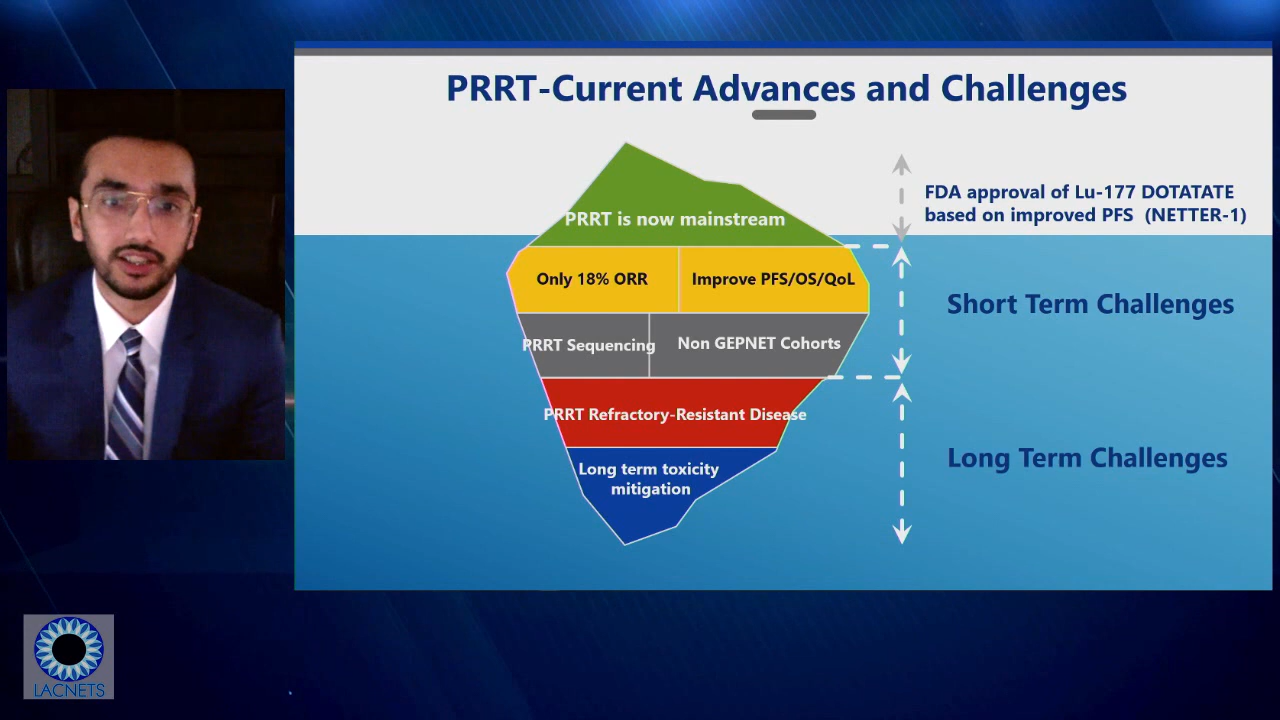 PRRT-Current Advances and Challenges
PRRT is now mainstream
FDA approval of Lu-177 DOTATATE
based on improved PFS (NETTER-1)
Only 18% ORR
Improve PFS/OS/QoL
Short Term Challenges
PRRT Sequencing
Non GEPNET Cohorts
PRRT Refractory-Resistant Disease
Long Term Challenges
Long term toxicity
mitigation
LACNETS